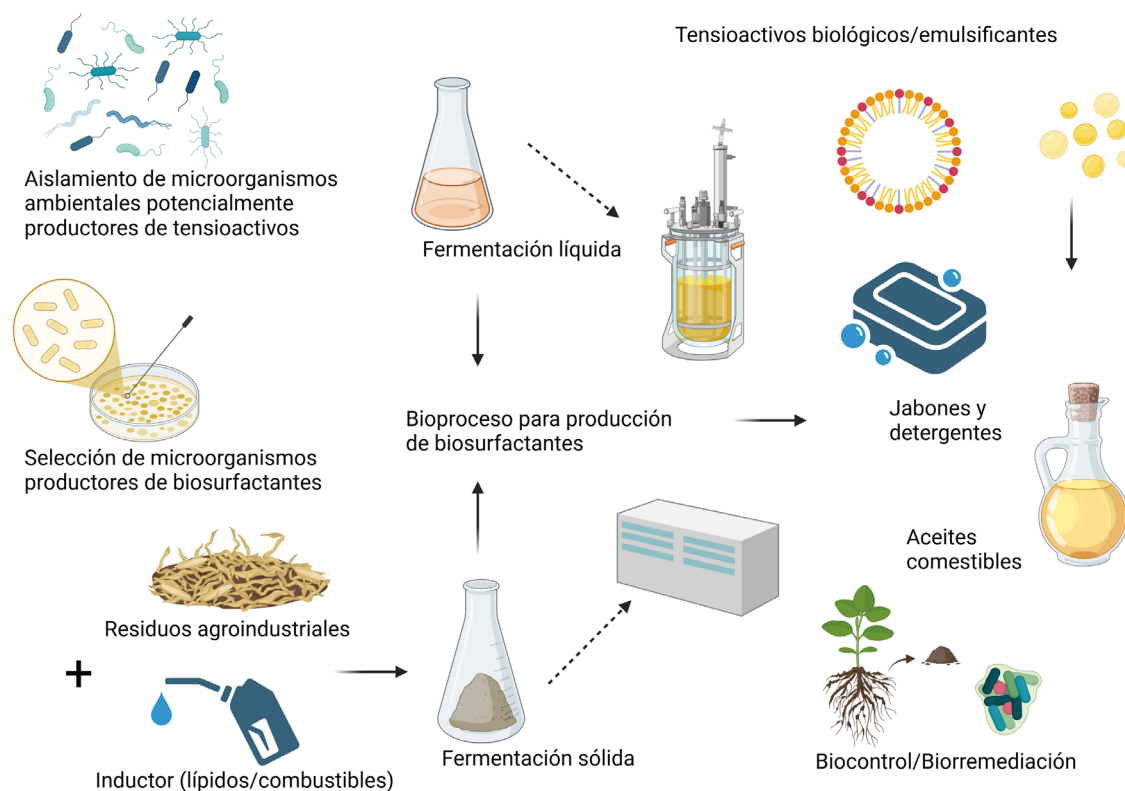 Tensioactivos biológicos/emulsificantes
Aislamiento de microorganismos
ambientales potencialmente
productores de tensioactivos
Fermentación líquida
Selección de microorganismos
productores de biosurfactantes
Bioproceso para producción
de biosurfactantes
Jabones y
detergentes
Aceites
comestibles
Residuos agroindustriales
+
Inductor (lípidos/combustibles)
Fermentación sólida
Biocontrol/Biorremediación